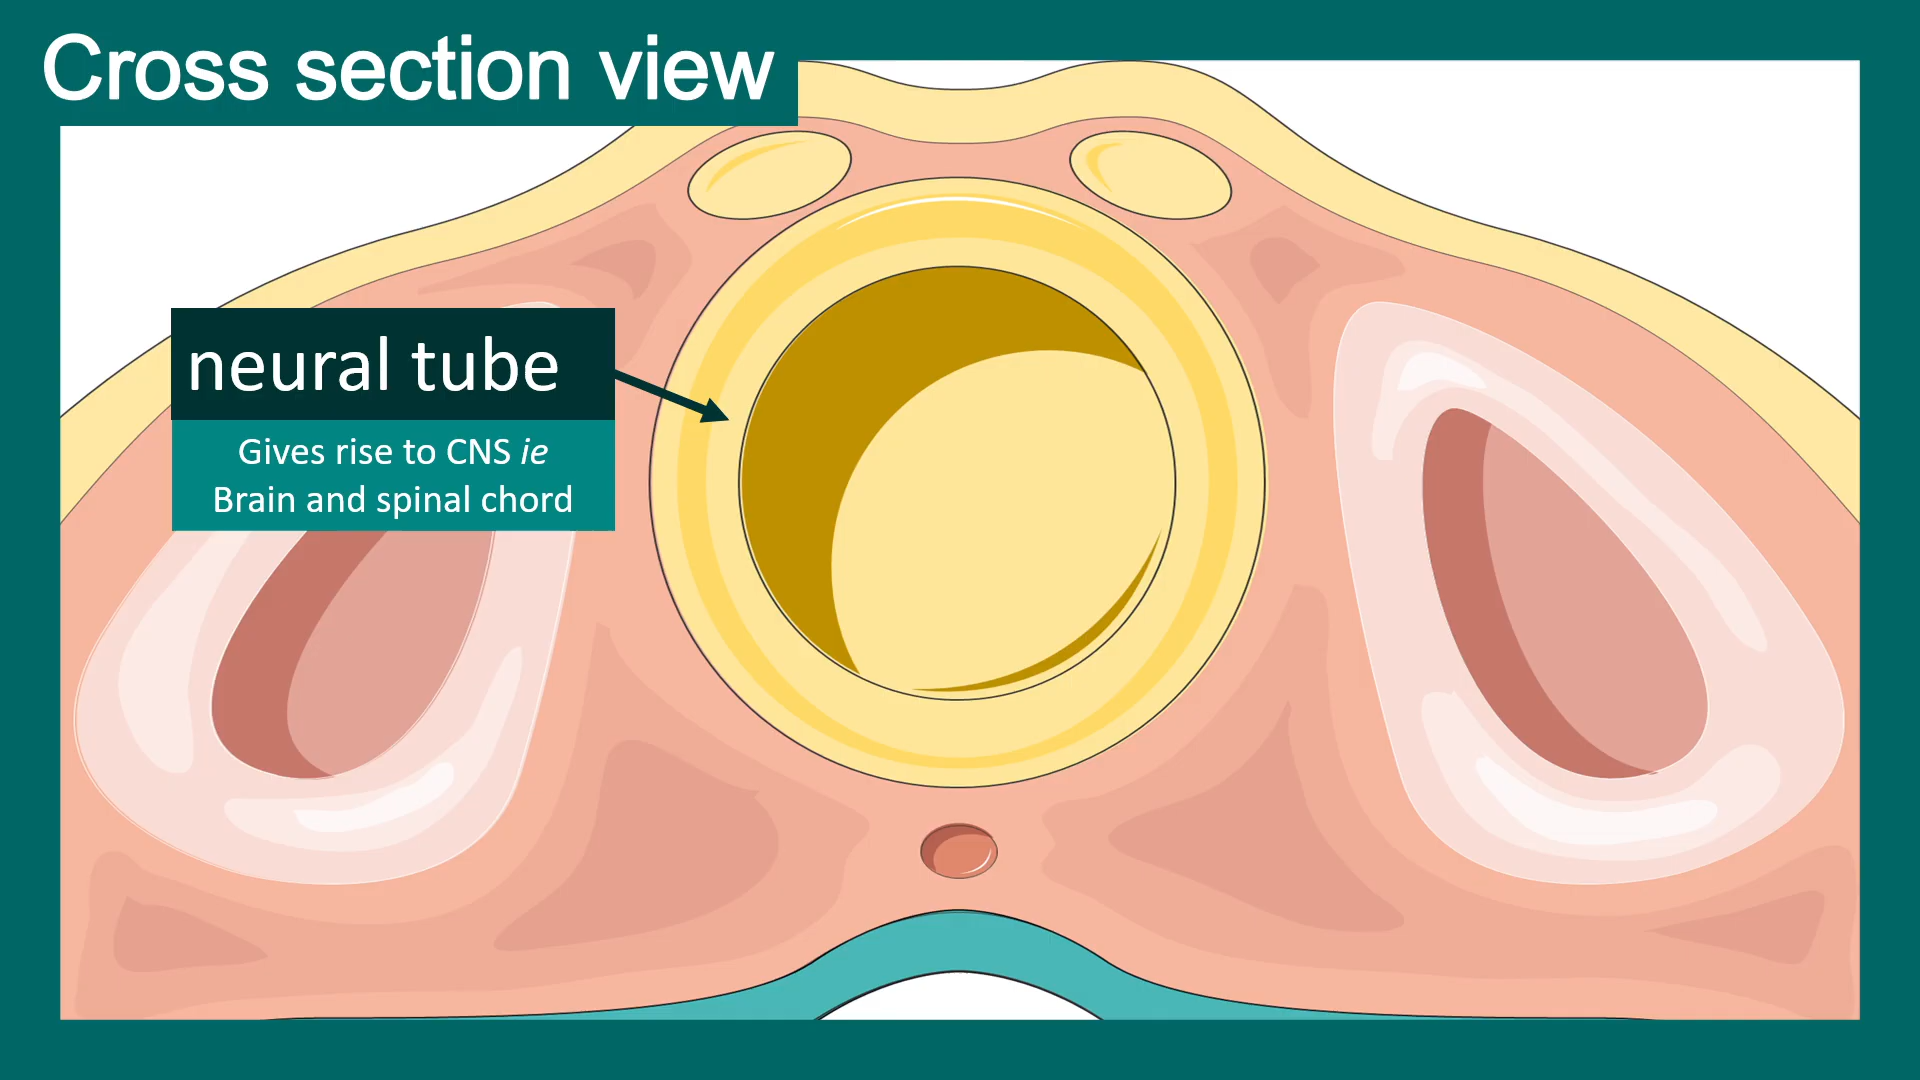 Cross section view
neural tube
Gives rise to CNS ie
Brain and spinal chord